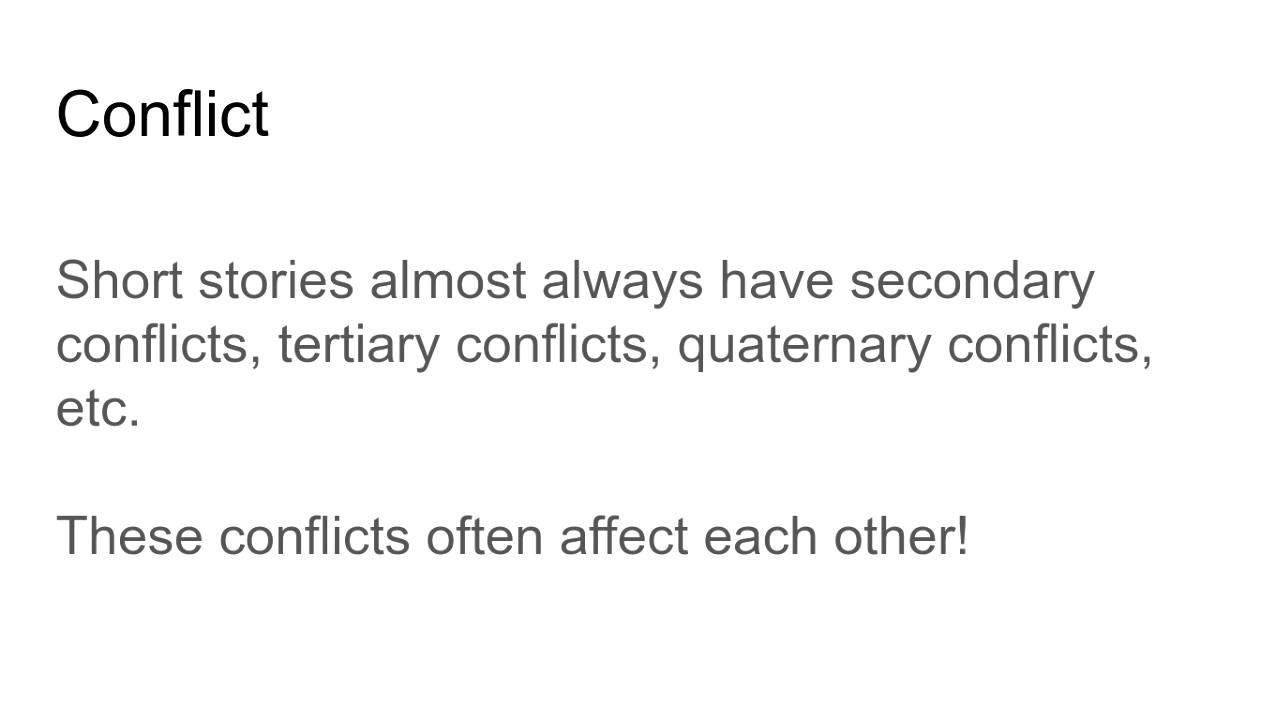 Conflict
Short stories almost always have secondary
conflicts, tertiary conflicts, quaternary conflicts,
etc.
These conflicts often affect each other!